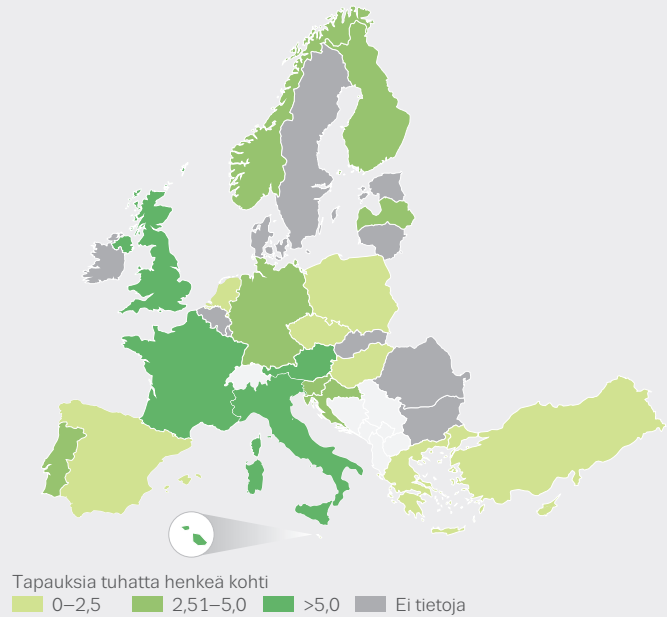 Tapauksia tuhatta henkeä kohti
0–2,5 2,51–5,0 >5,0 Ei tietoja